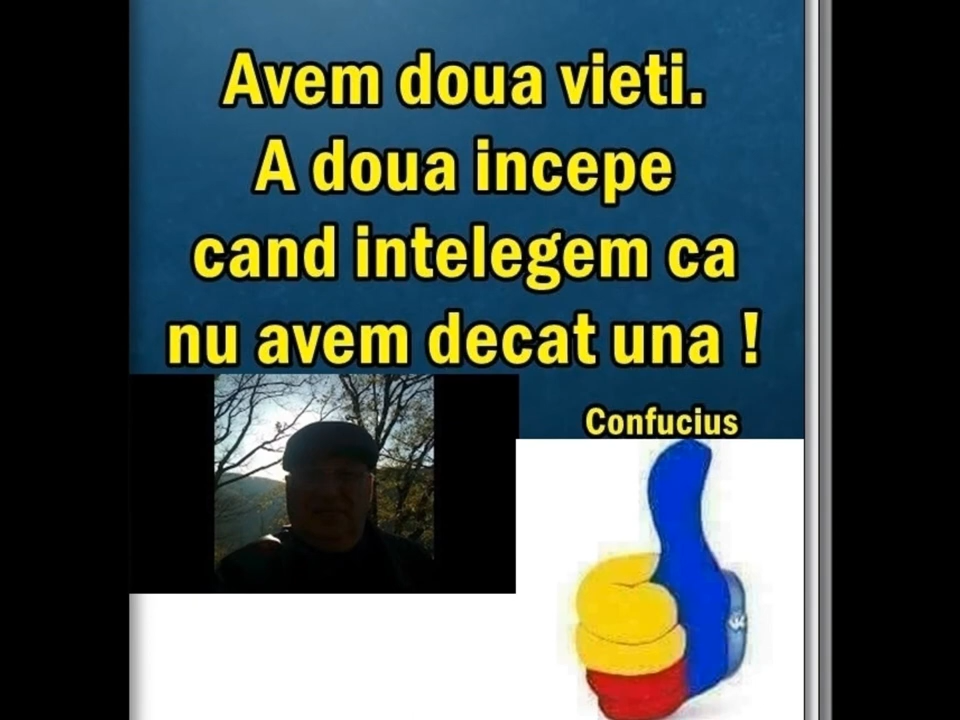 Avem doua vieti.
A doua incepe
cand intelegem ca
nu avem decat una !
Confucius